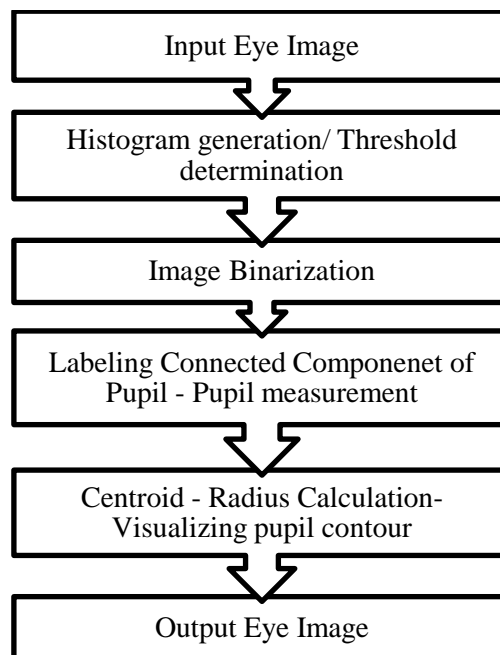 Input Eye Image
Histogram generation/ Threshold
determination
Image Binarization
Labeling Connected Componenet of
Pupil - Pupil measurement
Centroid - Radius Calculation-
Visualizing pupil contour
Output Eye Image